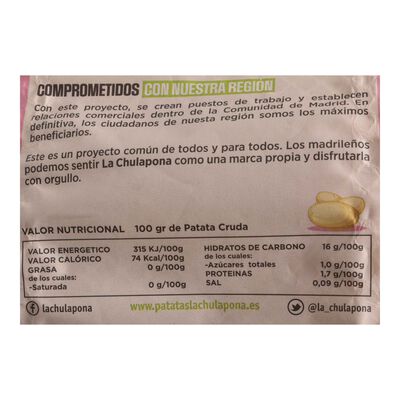 COMPROMETIDOS CON NUESTRA REGIÓN
Con este proyecto, se crean puestos de trabajo y establecen
relaciones comerciales dentro de la Comunidad de Madrid. En
definitiva, los ciudadanos de nuesta región somos los máximos
beneficiarios.
Este es un proyecto común de todos y para todos. Los madrileños
podemos sentir La Chulapona como una marca propia y disfrutarla
con orgullo.
VALOR NUTRICIONAL 100 gr de Patata Cruda
VALOR ENERGETICO 315 KJ/100g
VALOR CALÓRICO 74 Kcal/100g
GRASA 0 g/100g
de los cuales:
-Saturada 0 g/100g
HIDRATOS DE CARBONO 16 g/100g
de los cuales:
-Azúcares totales 1,0 g/100g
PROTEINAS 1,7 g/100g
SAL 0,09 g/100g
lachulapona
www.patataslachulapona.es
@la_chulapona